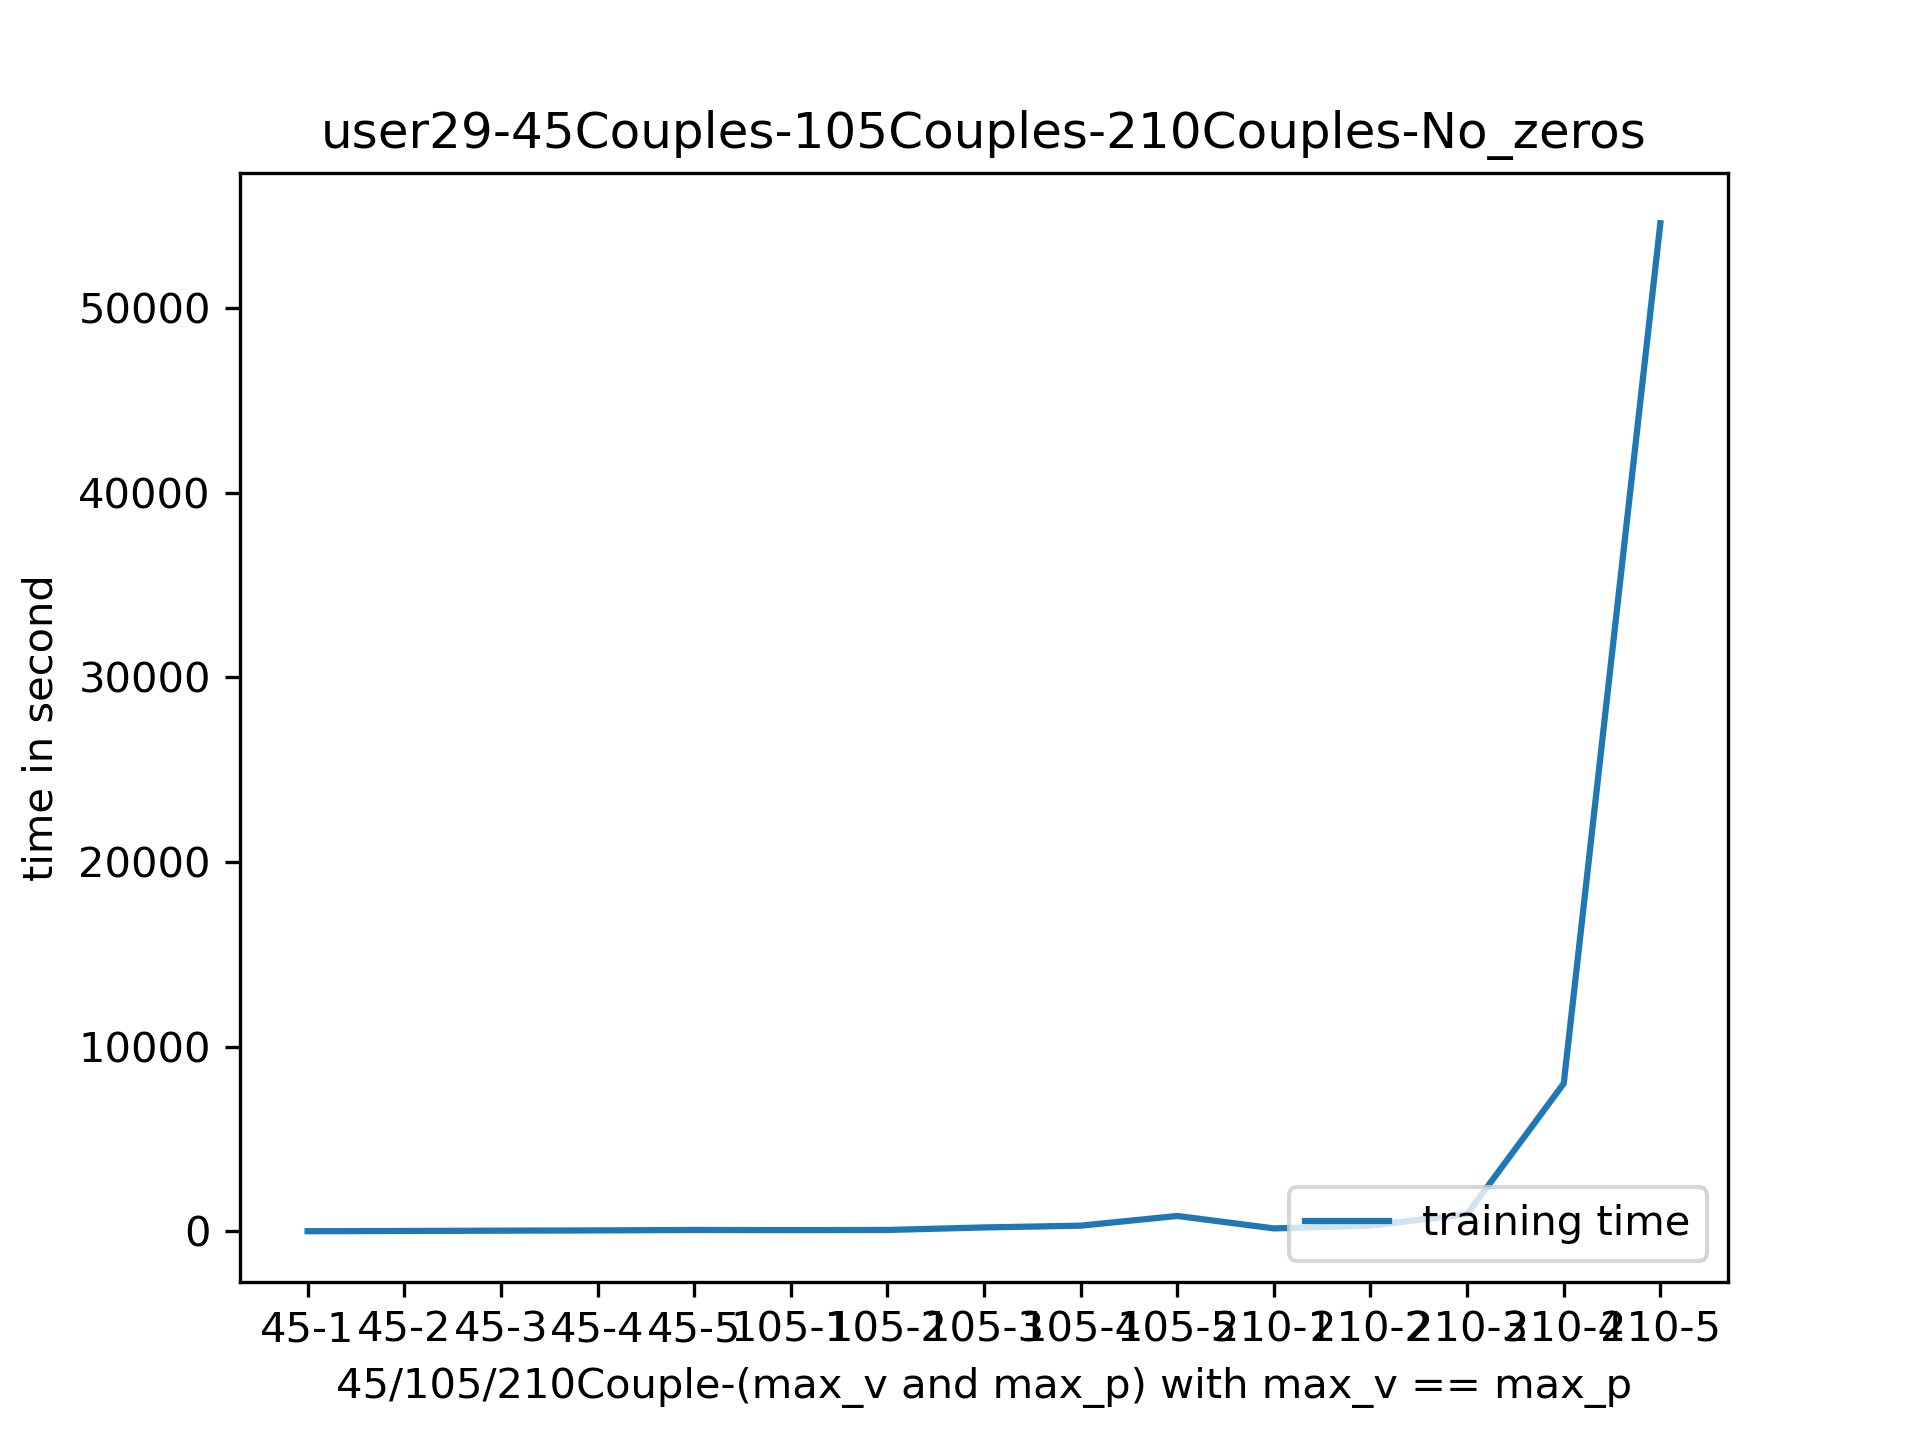 user29-45Couples-105Couples-210Couples-No_zeros
50000
40000
30000
20000
10000
0
time in second
training time
45-1 45-2 45-3 45-4 45-5 105-1 105-2 105-3 105-4 105-5 210-1 210-2 210-3 210-4 210-5
45/105/210Couple-(max_v and max_p) with max_v == max_p